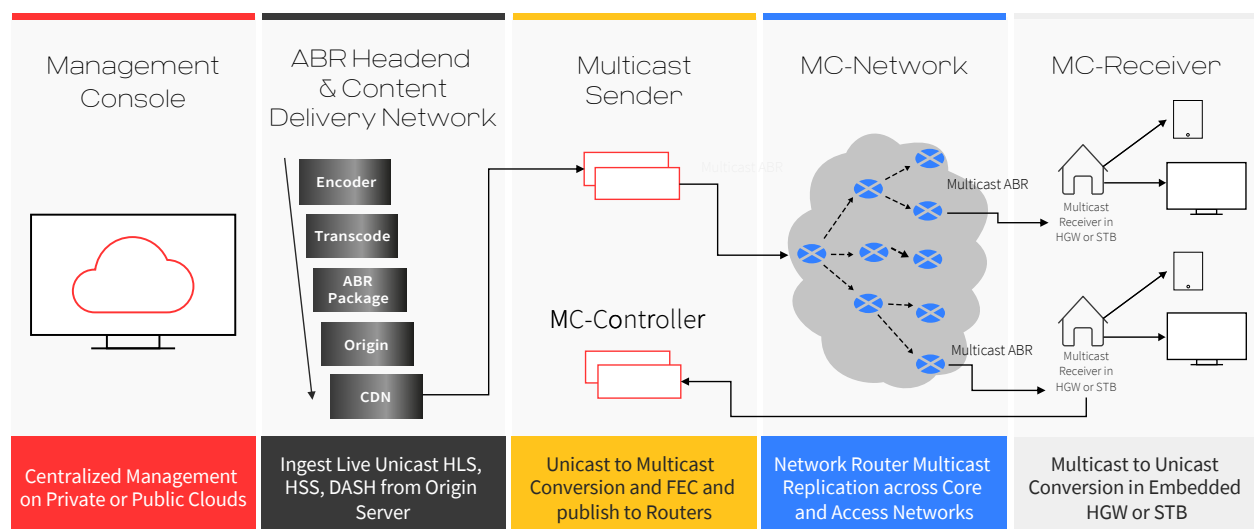 Management
Console
ABR Headend
& Content
Delivery Network
Multicast
Sender
MC-Network
MC-Receiver
Encoder
Transcode
ABR
Package
Origin
CDN
Multicast ABR
MC-Controller
Multicast ABR
Multicast ABR
Multicast
Receiver in
HGW or STB
Multicast
Receiver in
HGW or STB
Centralized Management
on Private or Public Clouds
Ingest Live Unicast HLS,
HSS, DASH from Origin
Server
Unicast to Multicast
Conversion and FEC and
publish to Routers
Network Router Multicast
Replication across Core
and Access Networks
Multicast to Unicast
Conversion in Embedded
HGW or STB